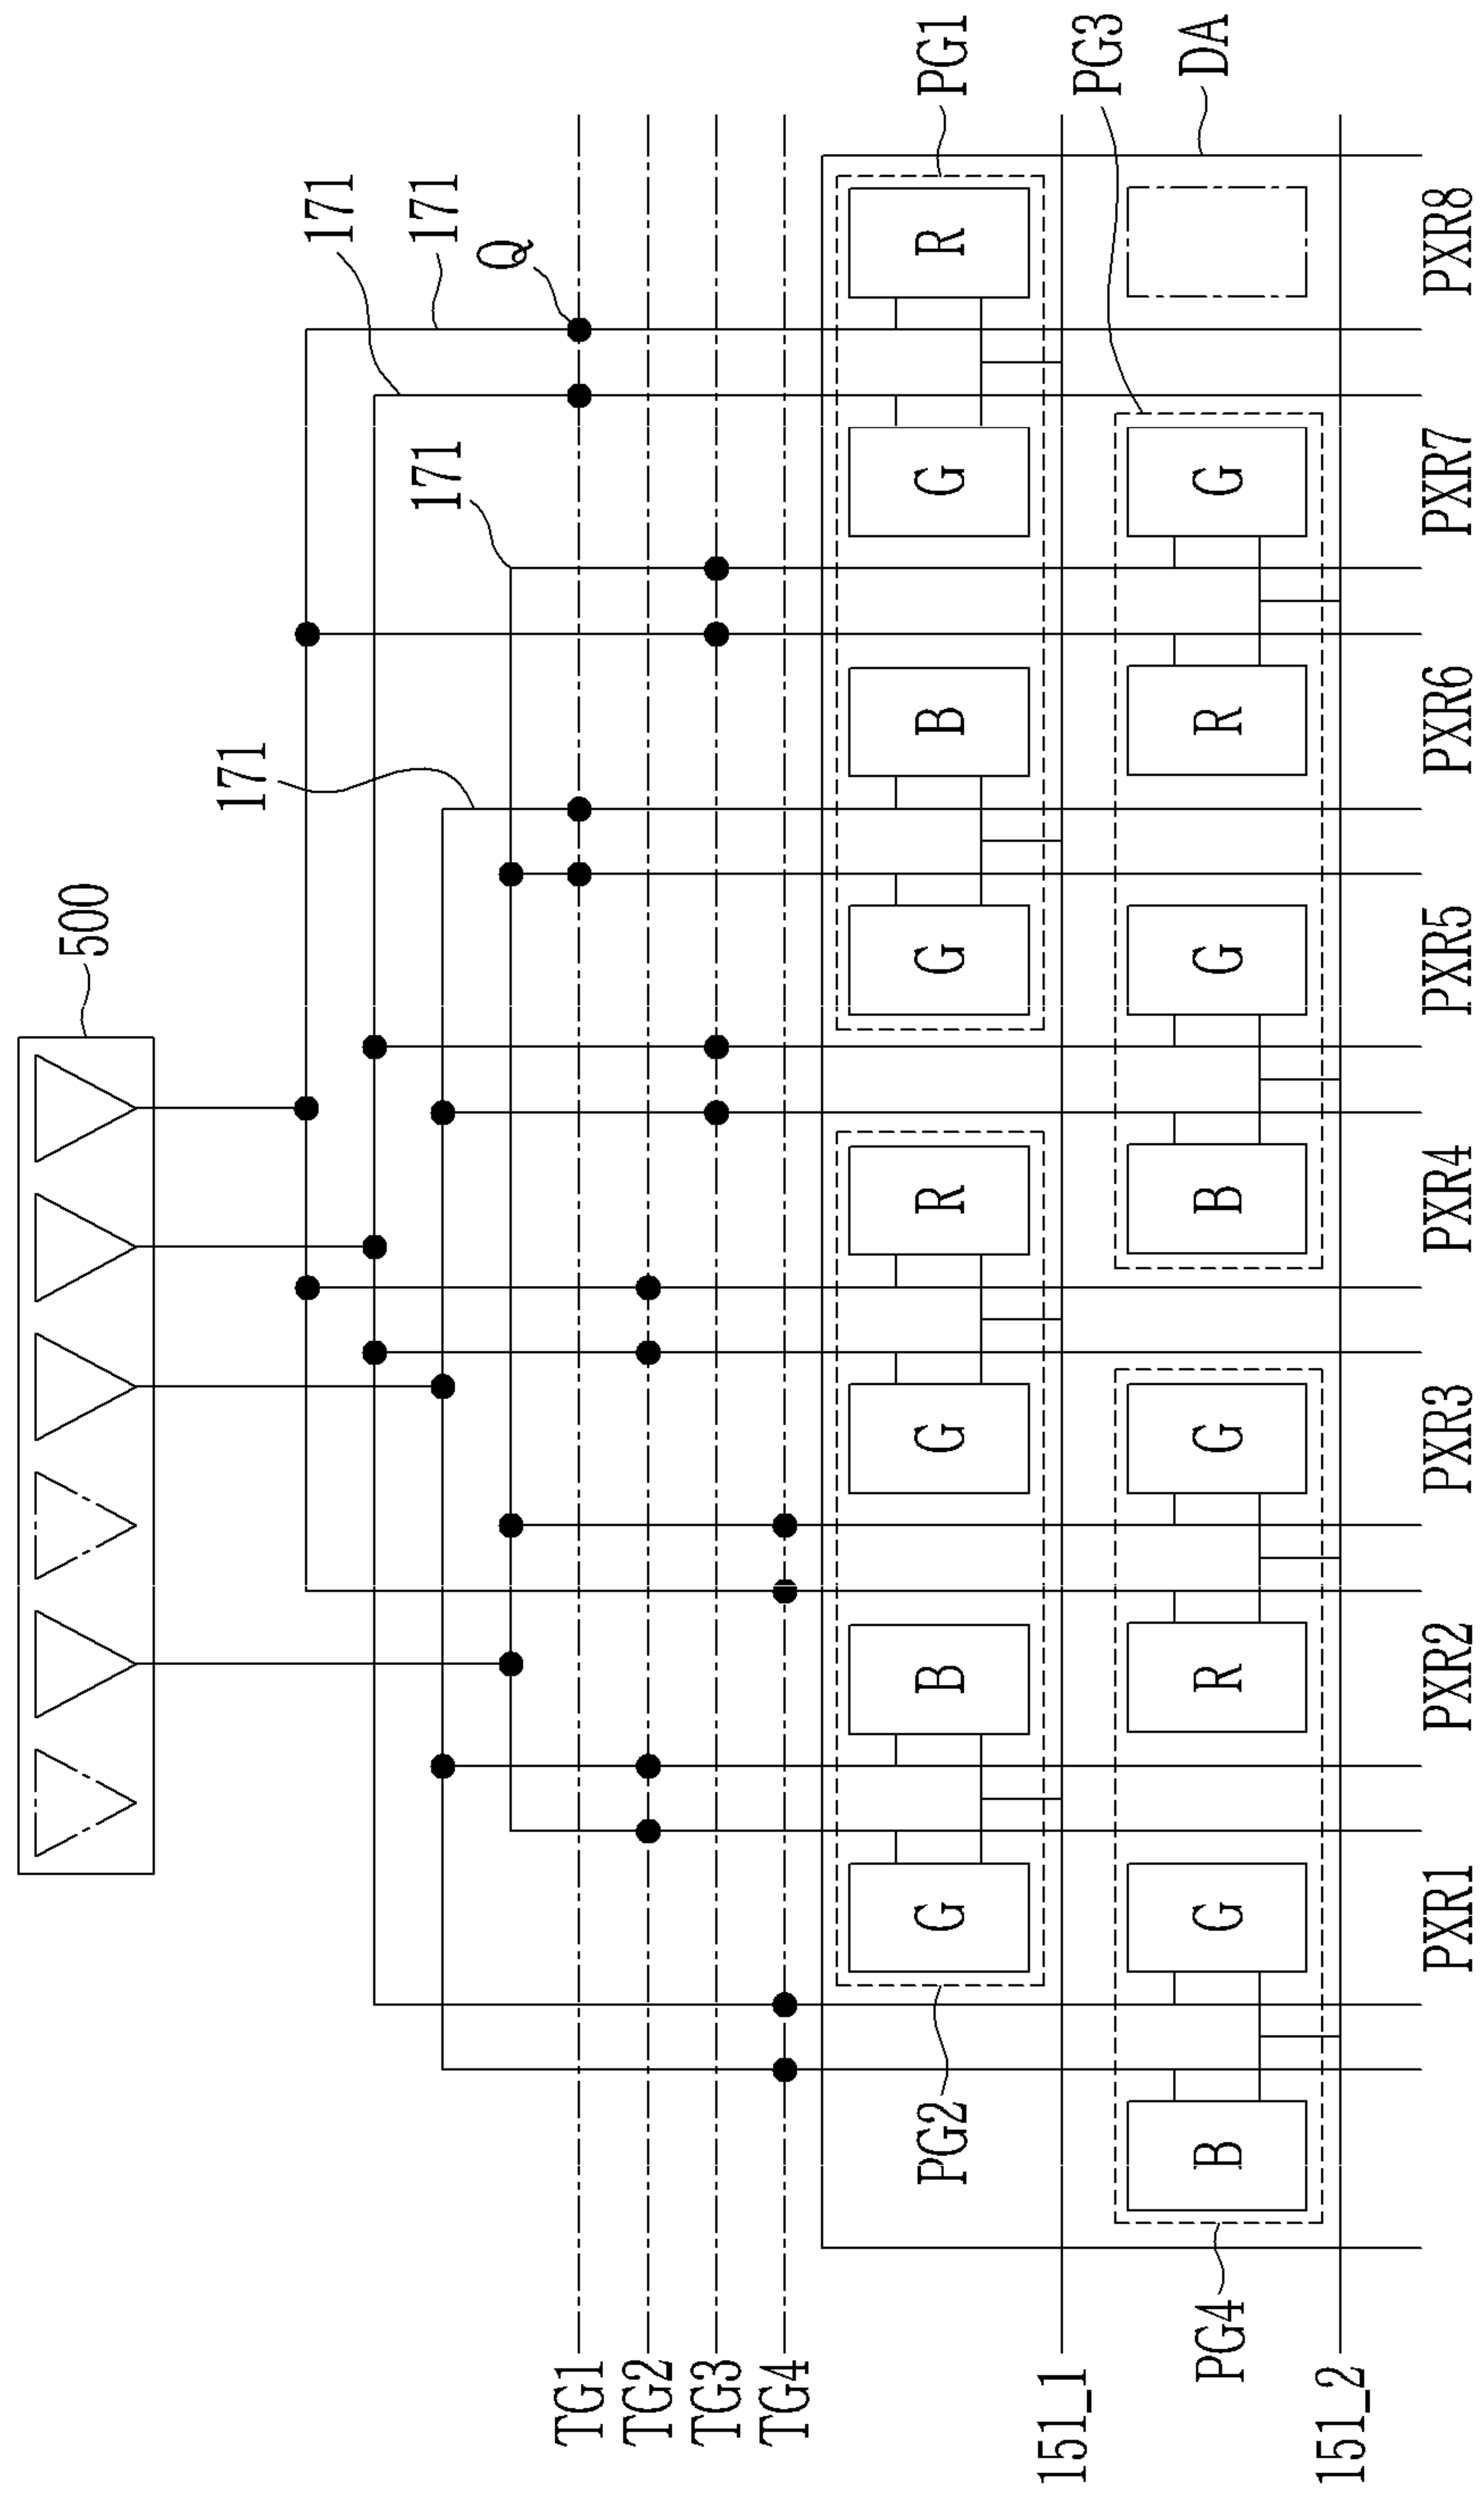 500
171
171
171
171
Q
TG1
TG2
TG3
TG4
PG2
G
B
G
R
G
B
G
R
PG1
151_1
PG3
PG4
B
G
R
G
B
G
R
G
DA
151_2
PXR1
PXR2
PXR3
PXR4
PXR5
PXR6
PXR7
PXR8